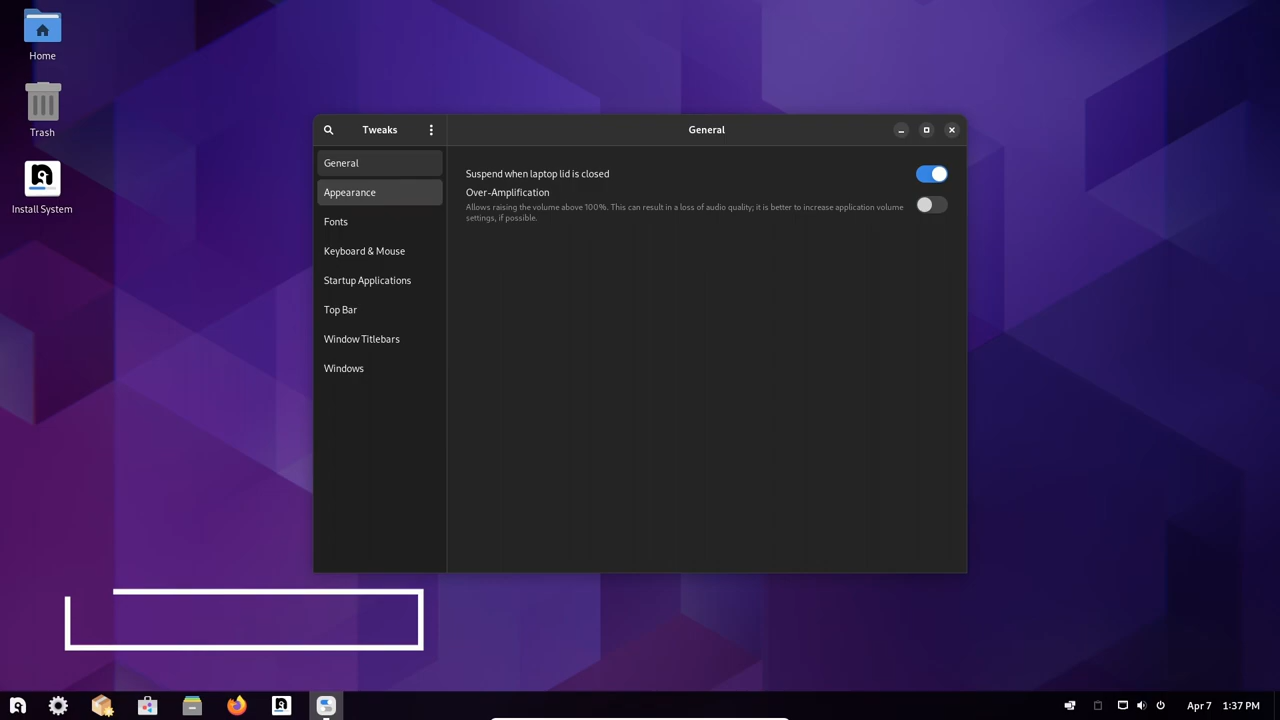 Home
Trash
Install System
Tweaks
General
General
Suspend when laptop lid is closed
Over-Amplification
Allows raising the volume above 100%. This can result in a loss of audio quality; it is better to increase application volume
settings, if possible.
Appearance
Fonts
Keyboard & Mouse
Startup Applications
Top Bar
Window Titlebars
Windows
Apr 7 1:37 PM